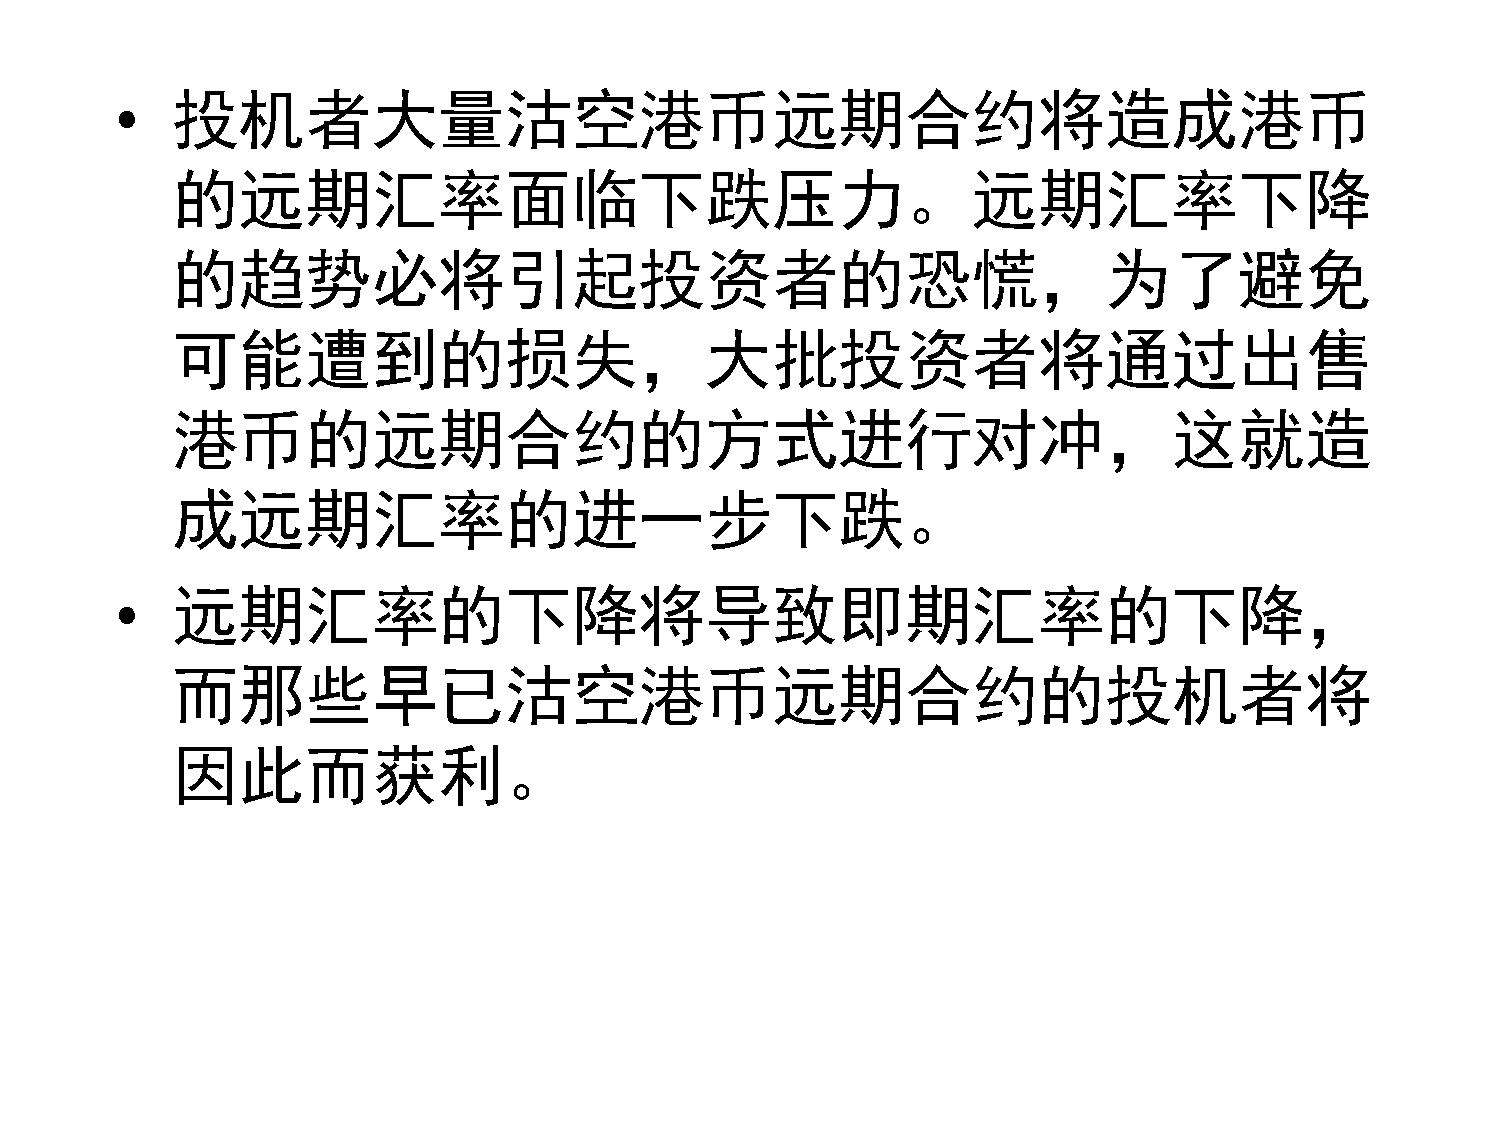 • 投机者大量沽空港币远期合约将造成港币
的远期汇率面临下跌压力。远期汇率下降
的趋势必将引起投资者的恐慌，为了避免
可能遭到的损失，大批投资者将通过出售
港币的远期合约的方式进行对冲，这就造
成远期汇率的进一步下跌。
• 远期汇率的下降将导致即期汇率的下降，
而那些早已沽空港币远期合约的投机者将
因此而获利。